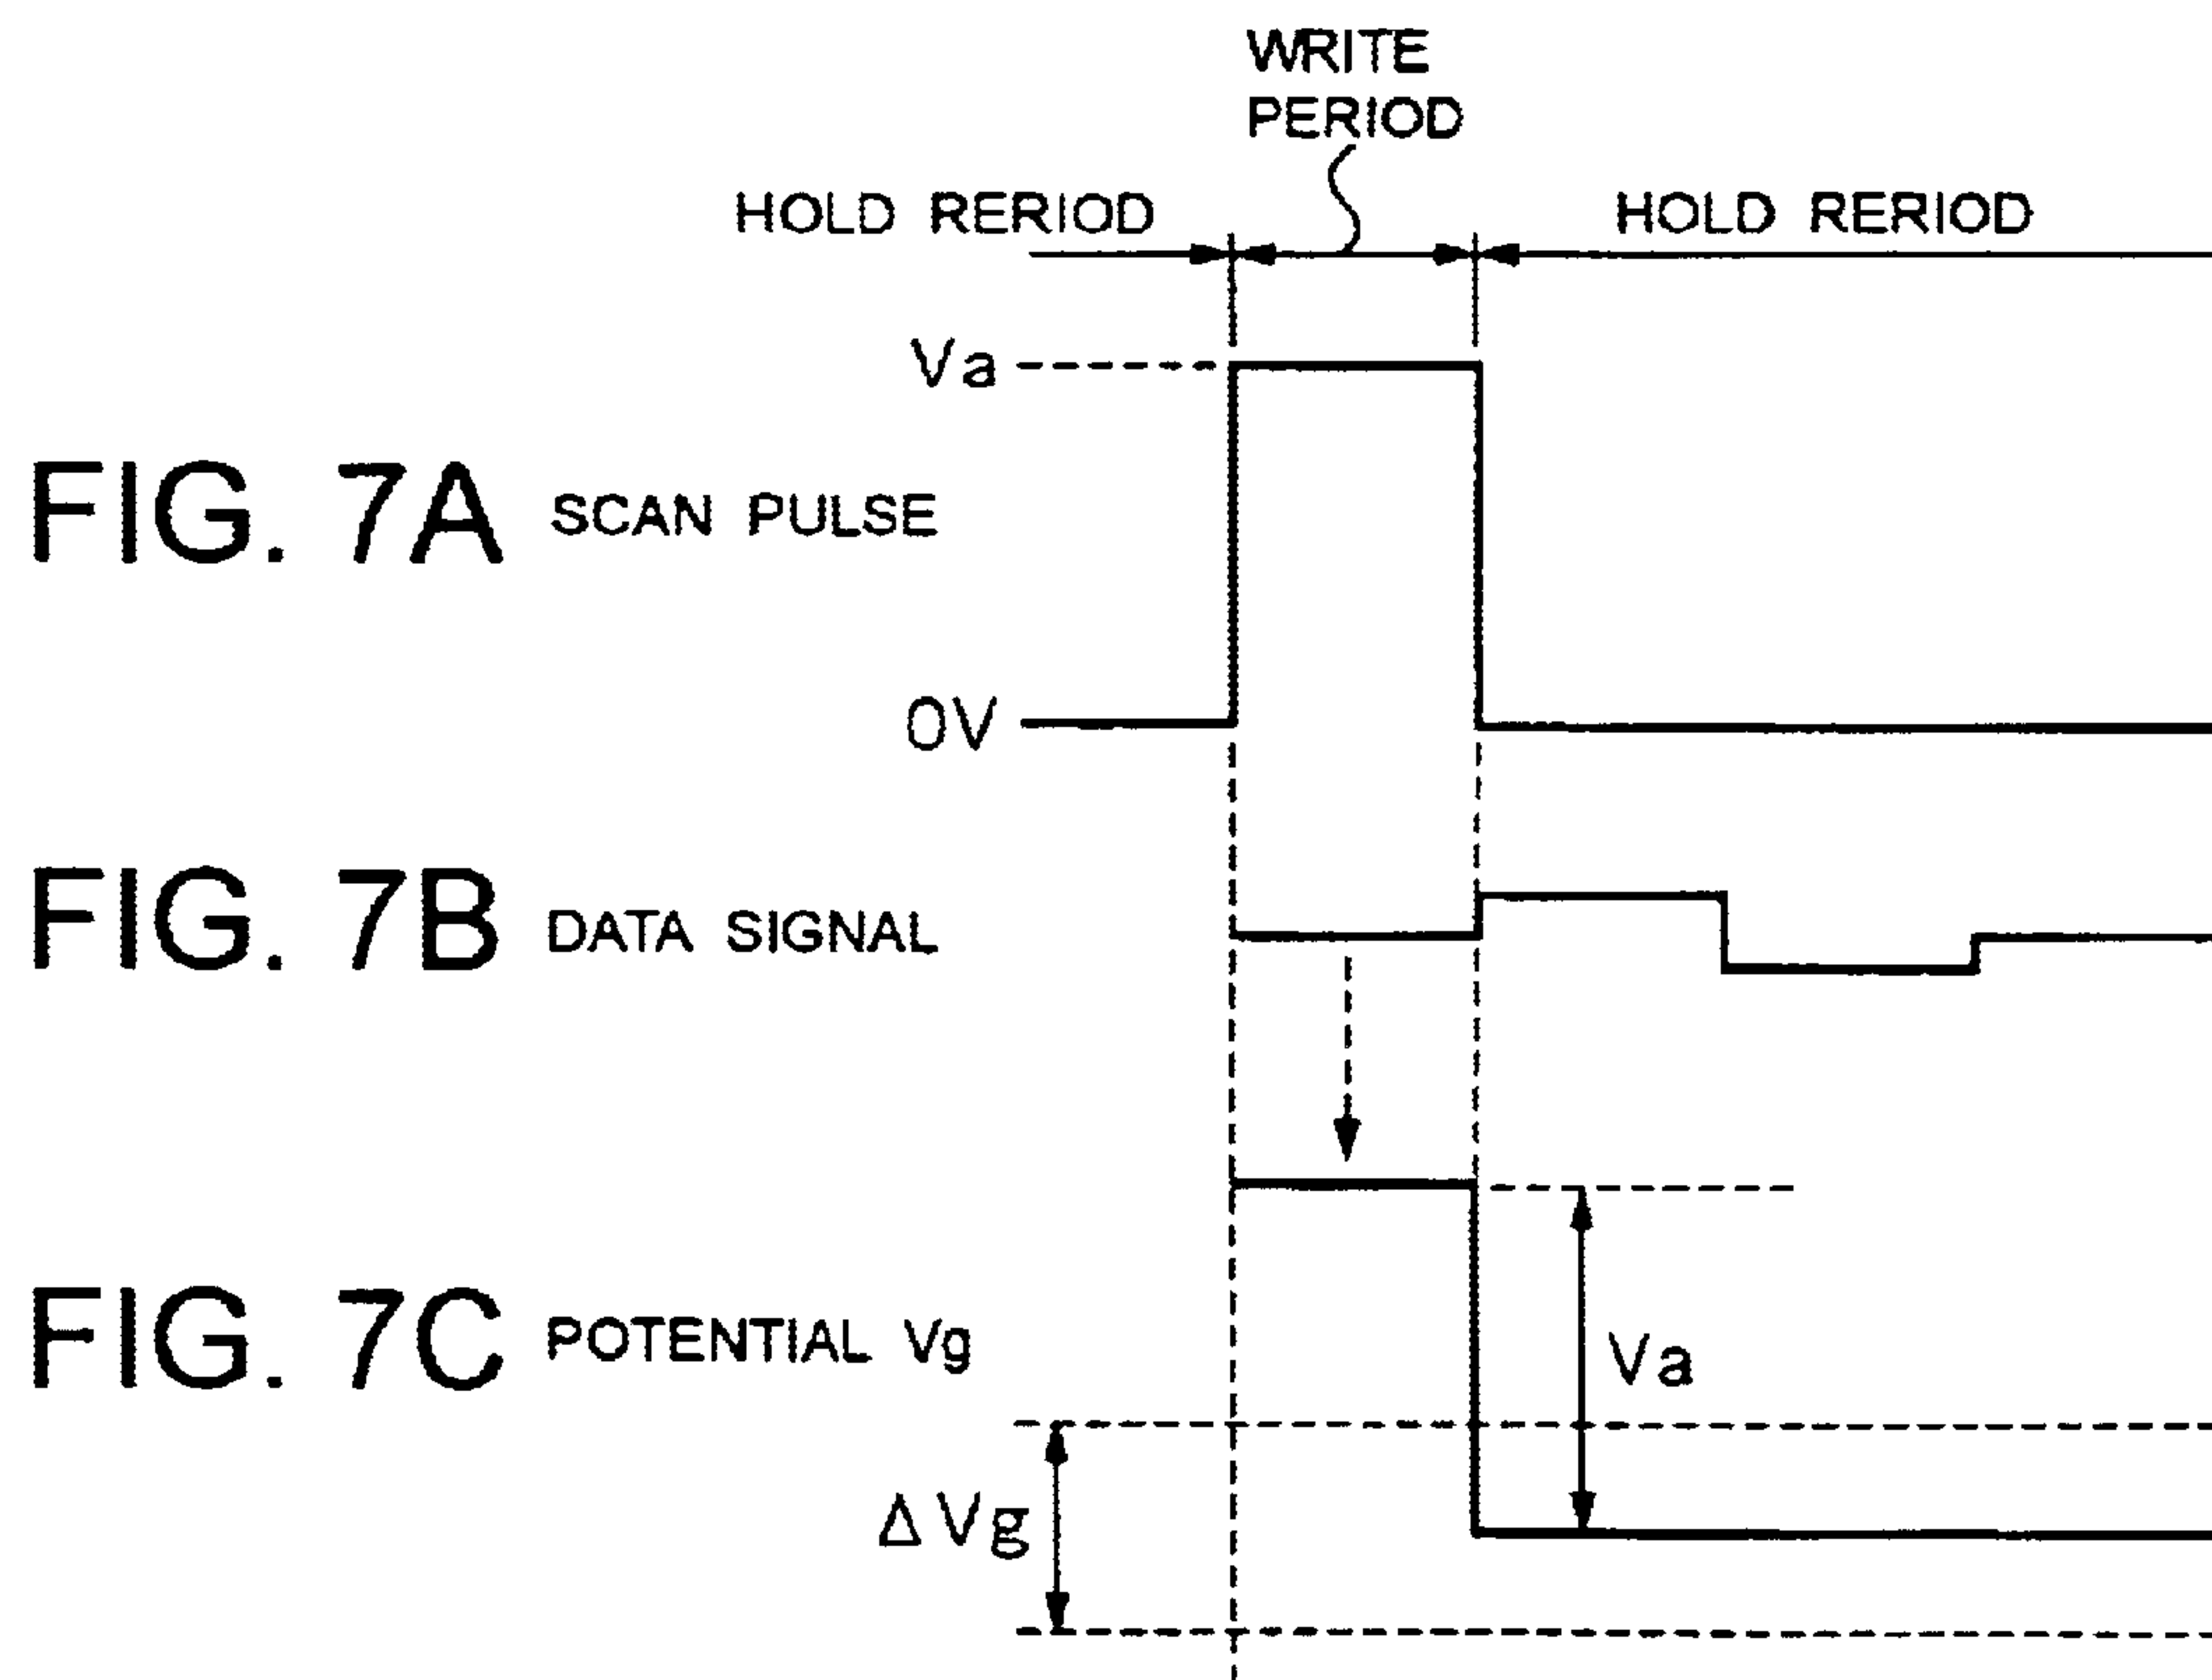 WRITE
PERIOD
HOLD RERIOD
HOLD RERIOD
Va
FIG. 7A SCAN PULSE
0V
FIG. 7B DATA SIGNAL
FIG. 7C POTENTIAL Vg
Va
Δ Vg